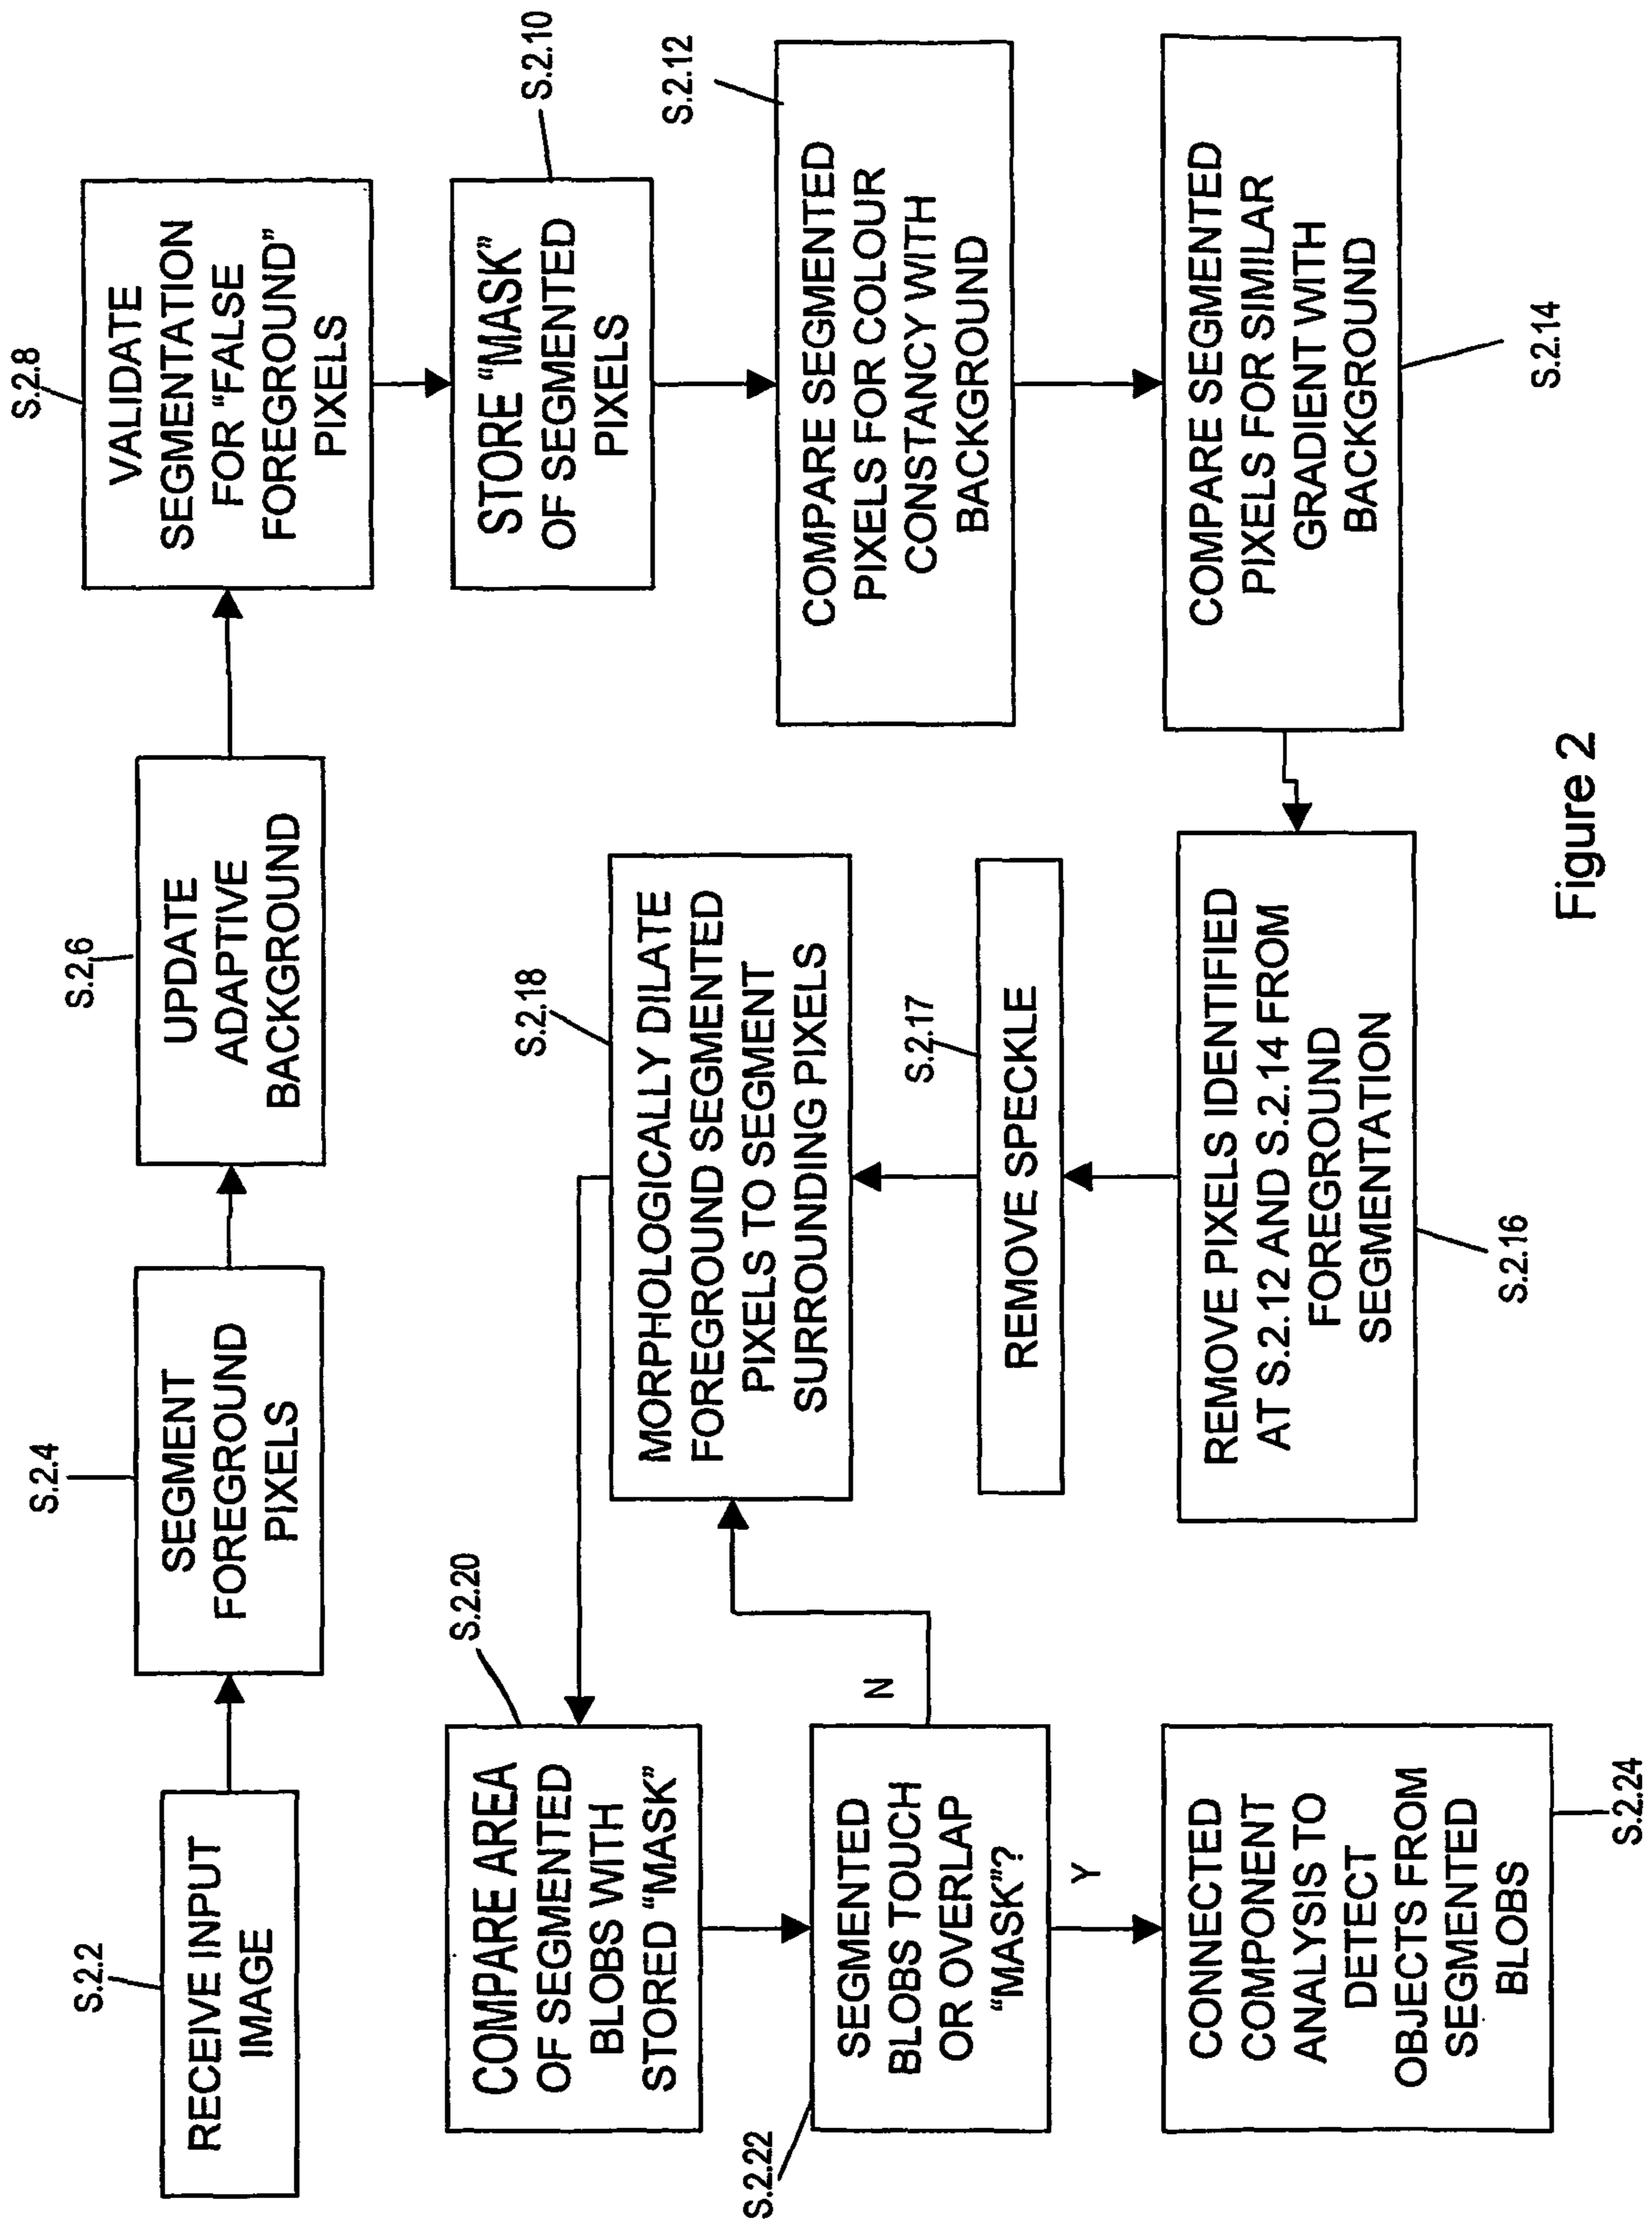 S.2.2
RECEIVE INPUT
IMAGE
S.2.4
SEGMENT
FOREGROUND
PIXELS
S.2.6
UPDATE
ADAPTIVE
BACKGROUND
S.2.8
VALIDATE
SEGMENTATION
FOR "FALSE
FOREGROUND"
PIXELS
S.2.10
STORE "MASK"
OF SEGMENTED
PIXELS
S.2.12
COMPARE SEGMENTED
PIXELS FOR COLOUR
CONSTANCY WITH
BACKGROUND
COMPARE SEGMENTED
PIXELS FOR SIMILAR
GRADIENT WITH
BACKGROUND
S.2.14
REMOVE PIXELS IDENTIFIED
AT S.2.12 AND S.2.14 FROM
FOREGROUND
SEGMENTATION
S.2.16
S.2.17
REMOVE SPECKLE
S.2.18
MORPHOLOGICALLY DILATE
FOREGROUND SEGMENTED
PIXELS TO SEGMENT
SURROUNDING PIXELS
S.2.20
COMPARE AREA
OF SEGMENTED
BLOBS WITH
STORED "MASK"
S.2.22
SEGMENTED
BLOBS TOUCH
OR OVERLAP
"MASK"?
N
Y
CONNECTED
COMPONENT
ANALYSIS TO
DETECT
OBJECTS FROM
SEGMENTED
BLOBS
S.2.24
Figure 2